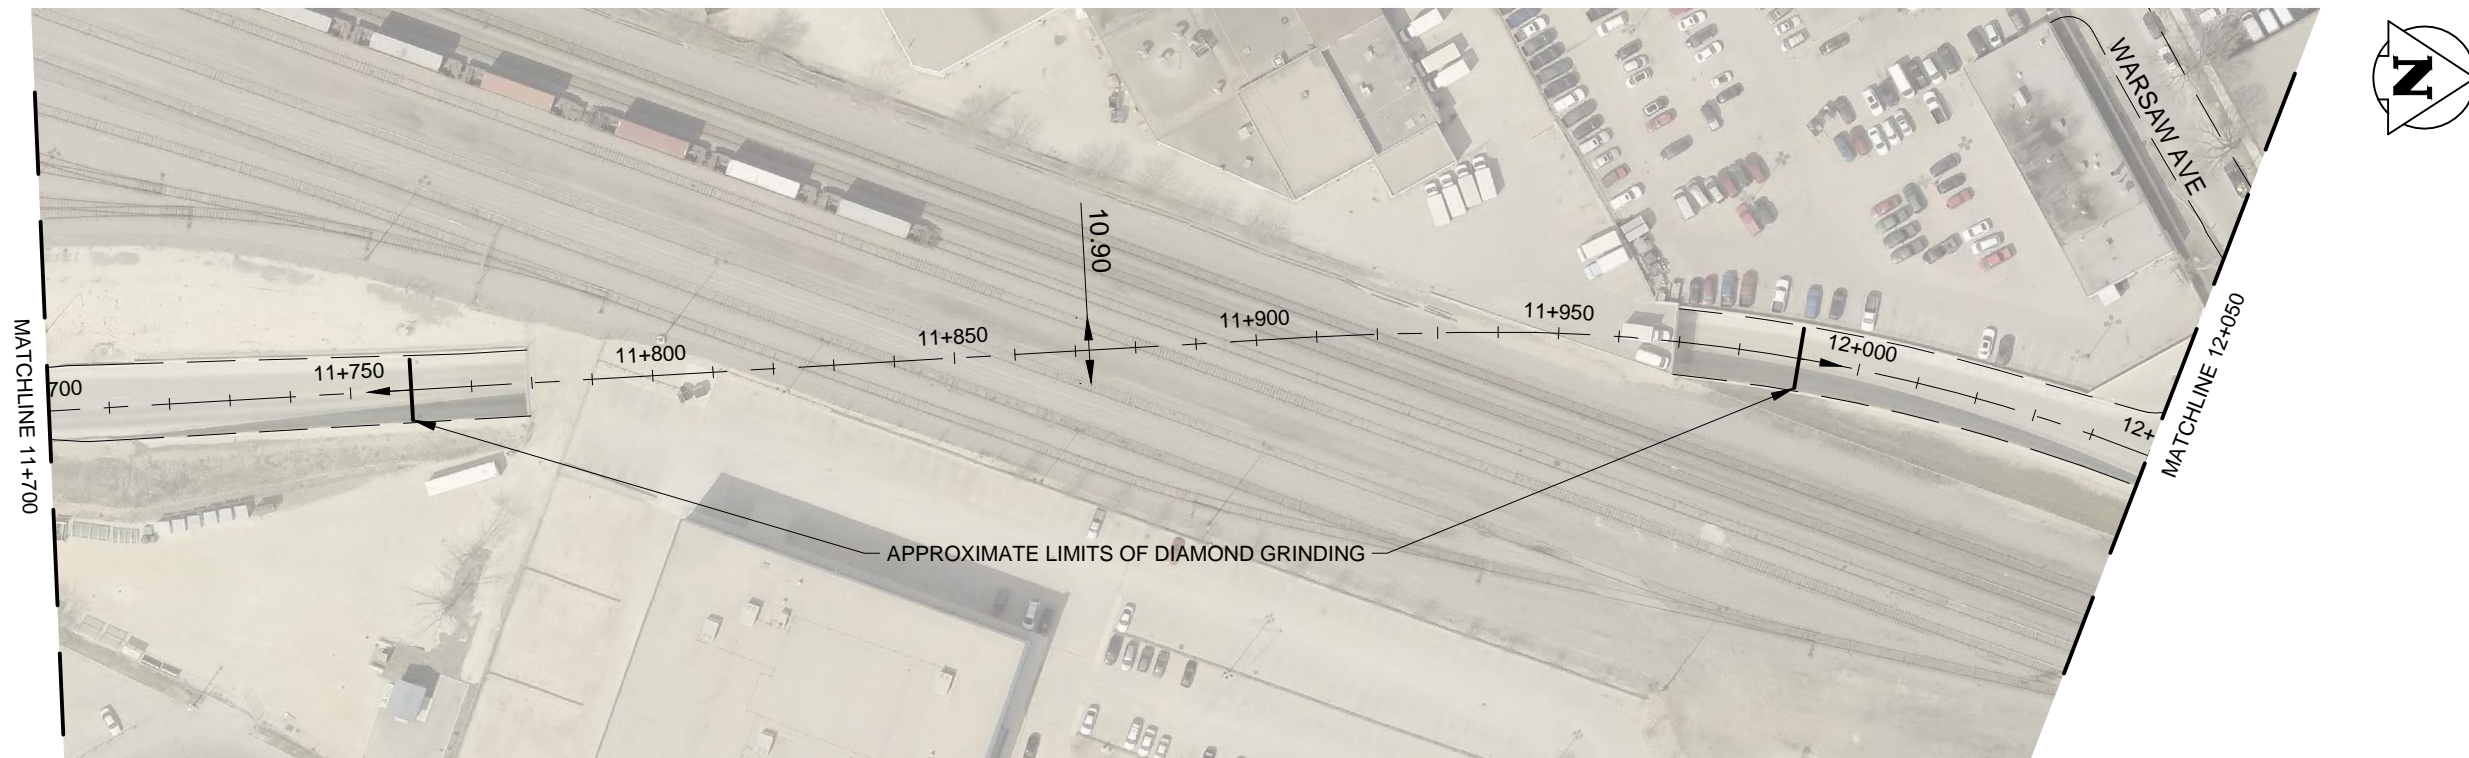 WARSAW AVE
N
10.90
11+950
11+900
11+850
11+800
11+750
700
12+000
12+
MATCHLINE 11+700
MATCHLINE 12+050
APPROXIMATE LIMITS OF DIAMOND GRINDING